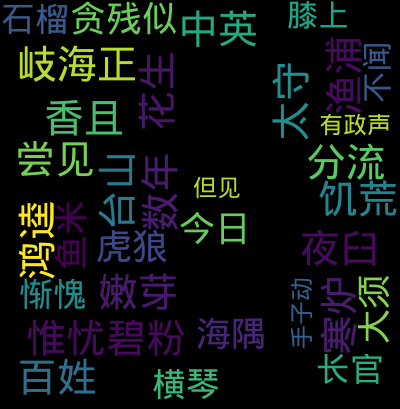 石榴
贪残似
中英
膝上
岐海正
花生
太守
渔浦
不闻
香且
有政声
尝见
台山
数年
但见
分流
饥荒
鸿逵
鱼米
虎狼
今日
夜臼
惭愧
嫩芽
手子动
寒炉
大须
惟忧碧粉
海隅
百姓
横琴
长官